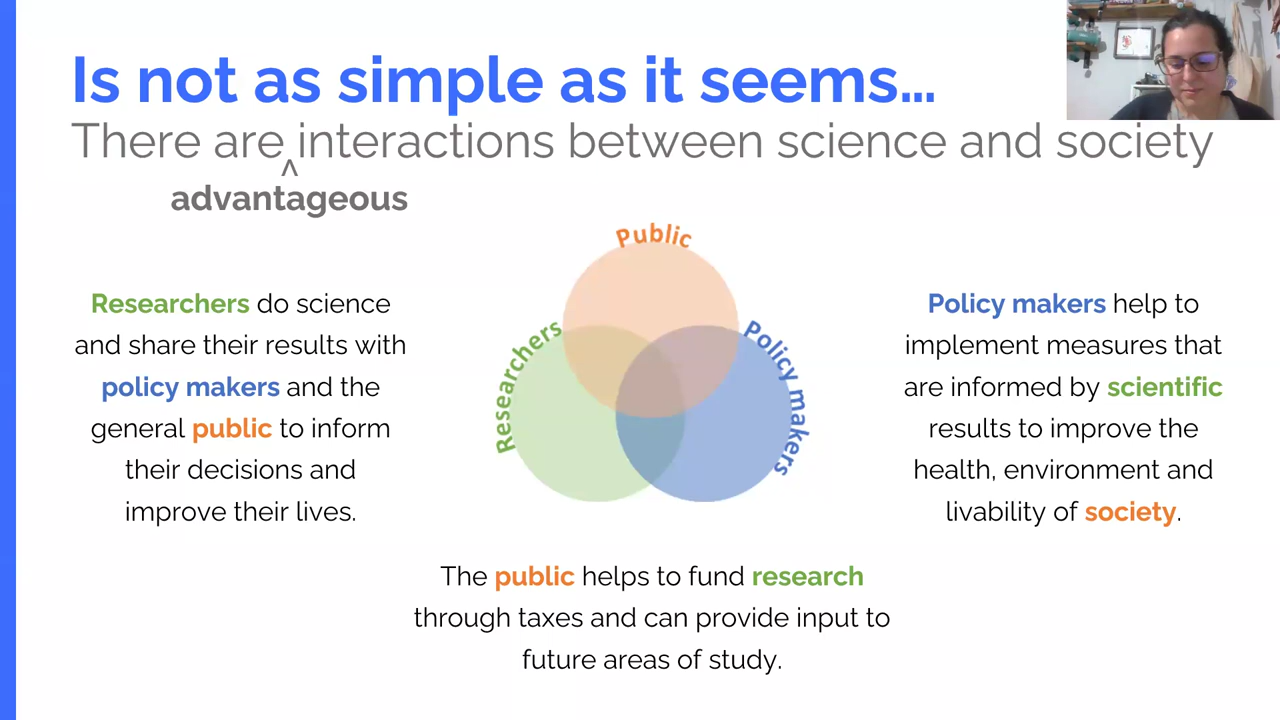 Is not as simple as it seems...
There are interactions between science and society
^
advantageous
Public
Researchers
Policy makers
Researchers do science
and share their results with
policy makers and the
general public to inform
their decisions and
improve their lives.
Policy makers help to
implement measures that
are informed by scientific
results to improve the
health, environment and
livability of society.
The public helps to fund research
through taxes and can provide input to
future areas of study.